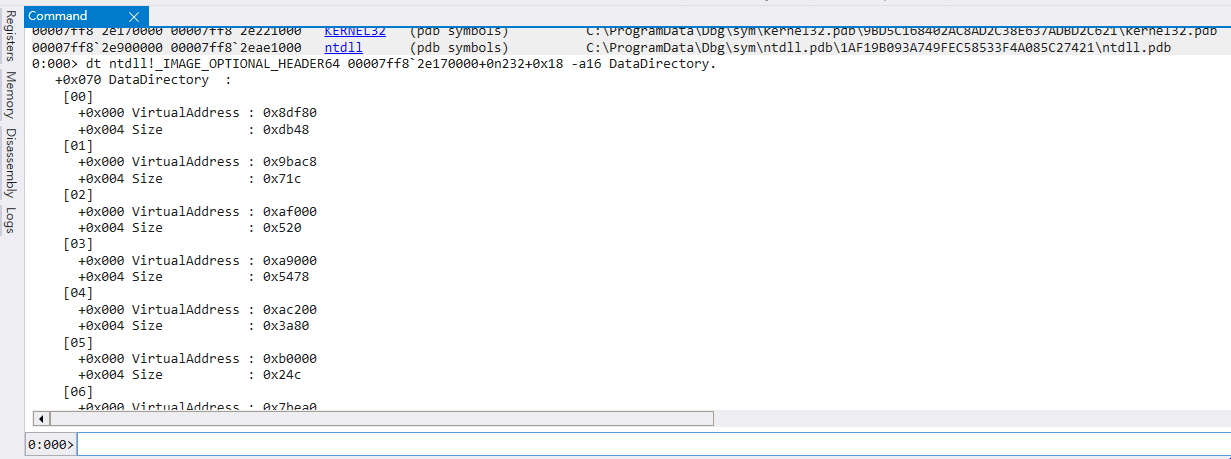 Command
Registers
Memory
Disassembly
Logs
00007ff8`2e170000 00007ff8`2e221000 KERNEL32 (pdb symbols) C:\ProgramData\Dbg\sym\kernel32.pdb\9BD5C168402AC8AD2C38E637ADBD2C621\kernel32.pdb
00007ff8`2e900000 00007ff8`2eae1000 ntdll (pdb symbols) C:\ProgramData\Dbg\sym\ntdll.pdb\1AF19B093A749FEC58533F4A085C27421\ntdll.pdb
0:000> dt ntdll!_IMAGE_OPTIONAL_HEADER64 00007ff8`2e170000+0n232+0x18 -a16 DataDirectory.
+0x070 DataDirectory :
[00]
+0x000 VirtualAddress : 0x8df80
+0x004 Size : 0xdb48
[01]
+0x000 VirtualAddress : 0x9bac8
+0x004 Size : 0x71c
[02]
+0x000 VirtualAddress : 0xaf000
+0x004 Size : 0x520
[03]
+0x000 VirtualAddress : 0xa9000
+0x004 Size : 0x5478
[04]
+0x000 VirtualAddress : 0xac200
+0x004 Size : 0x3a80
[05]
+0x000 VirtualAddress : 0xb0000
+0x004 Size : 0x24c
[06]
+0x000 VirtualAddress : 0x7bea0
0:000>